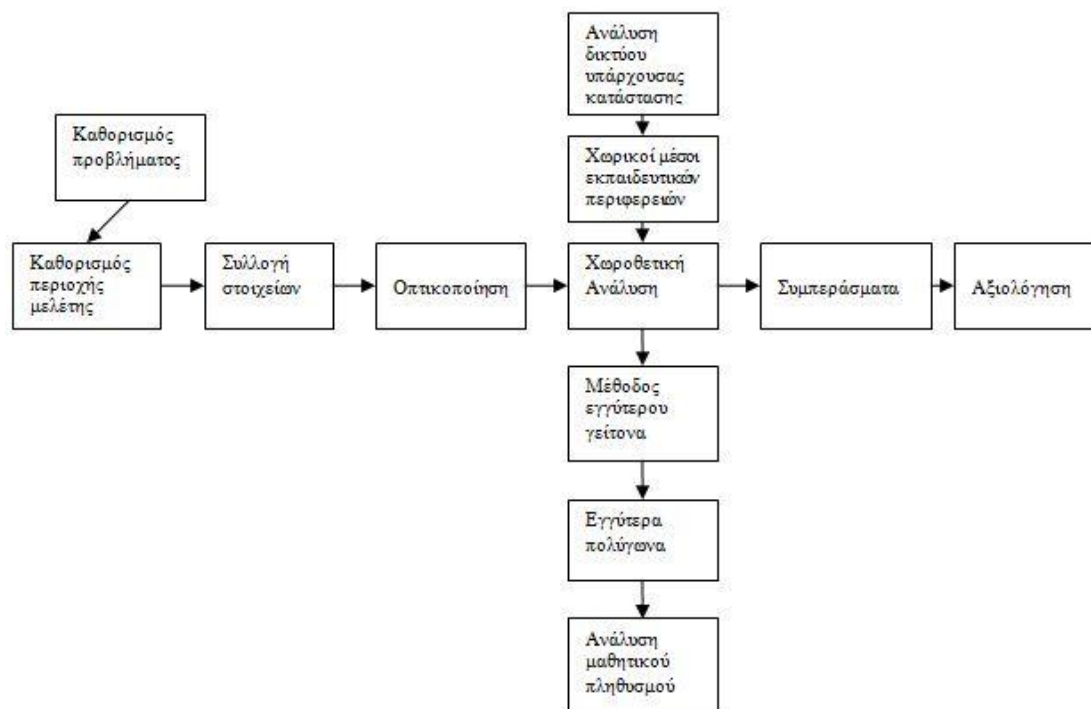 Ανάλυση
δικτύου
υπάρχουσας
κατάστασης
Καθορισμός
προβλήματος
Χωρικοί μέσοι
εκπαιδευτικών
περιφερειών
Καθορισμός
περιοχής
μελέτης
Συλλογή
στοιχείων
Οπτικοποίηση
Χωροθετική
Ανάλυση
Συμπεράσματα
Αξιολόγηση
Μέθοδος
εγγύτερου
γείτονα
Εγγύτερα
πολύγωνα
Ανάλυση
μαθητικού
πληθυσμού